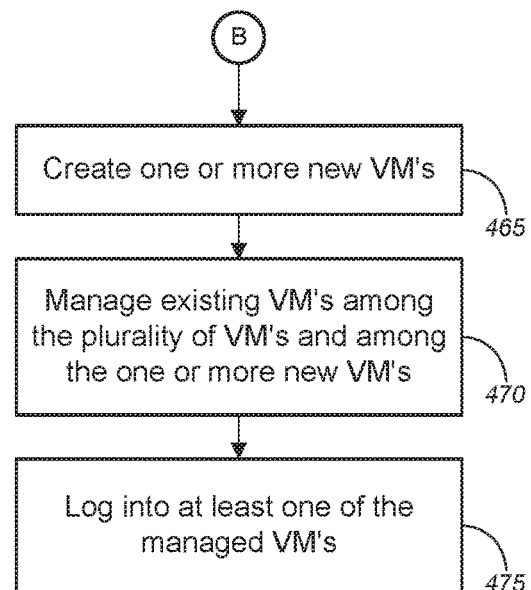 B
Create one or more new VM's
465
Manage existing VM's among
the plurality of VM's and among
the one or more new VM's
470
Log into at least one of the
managed VM's
475